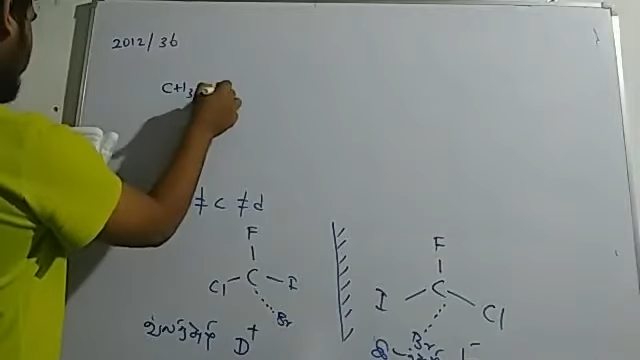 2012/36
CH3
≠ c ≠ d
F
Cl - C - I
Br
D+
F
I C Cl
Br
l-